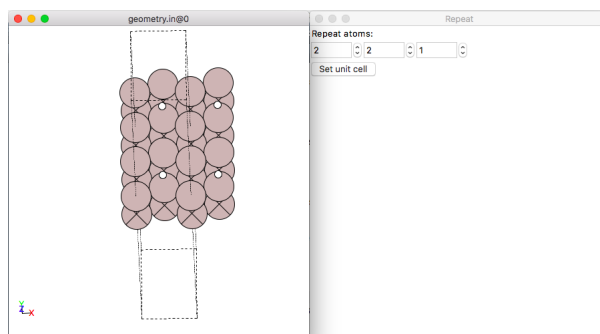 geometry.in@0
Repeat
Repeat atoms:
2 2 1
Set unit cell
Y
Z X